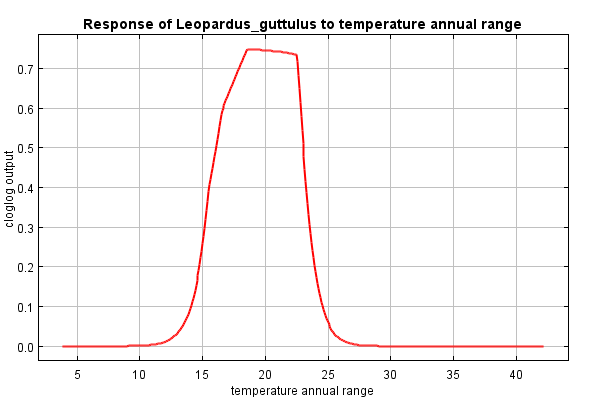 Response of Leopardus_guttulus to temperature annual range
cloglog output
0.7
0.6
0.5
0.4
0.3
0.2
0.1
0.0
5 10 15 20 25 30 35 40
temperature annual range